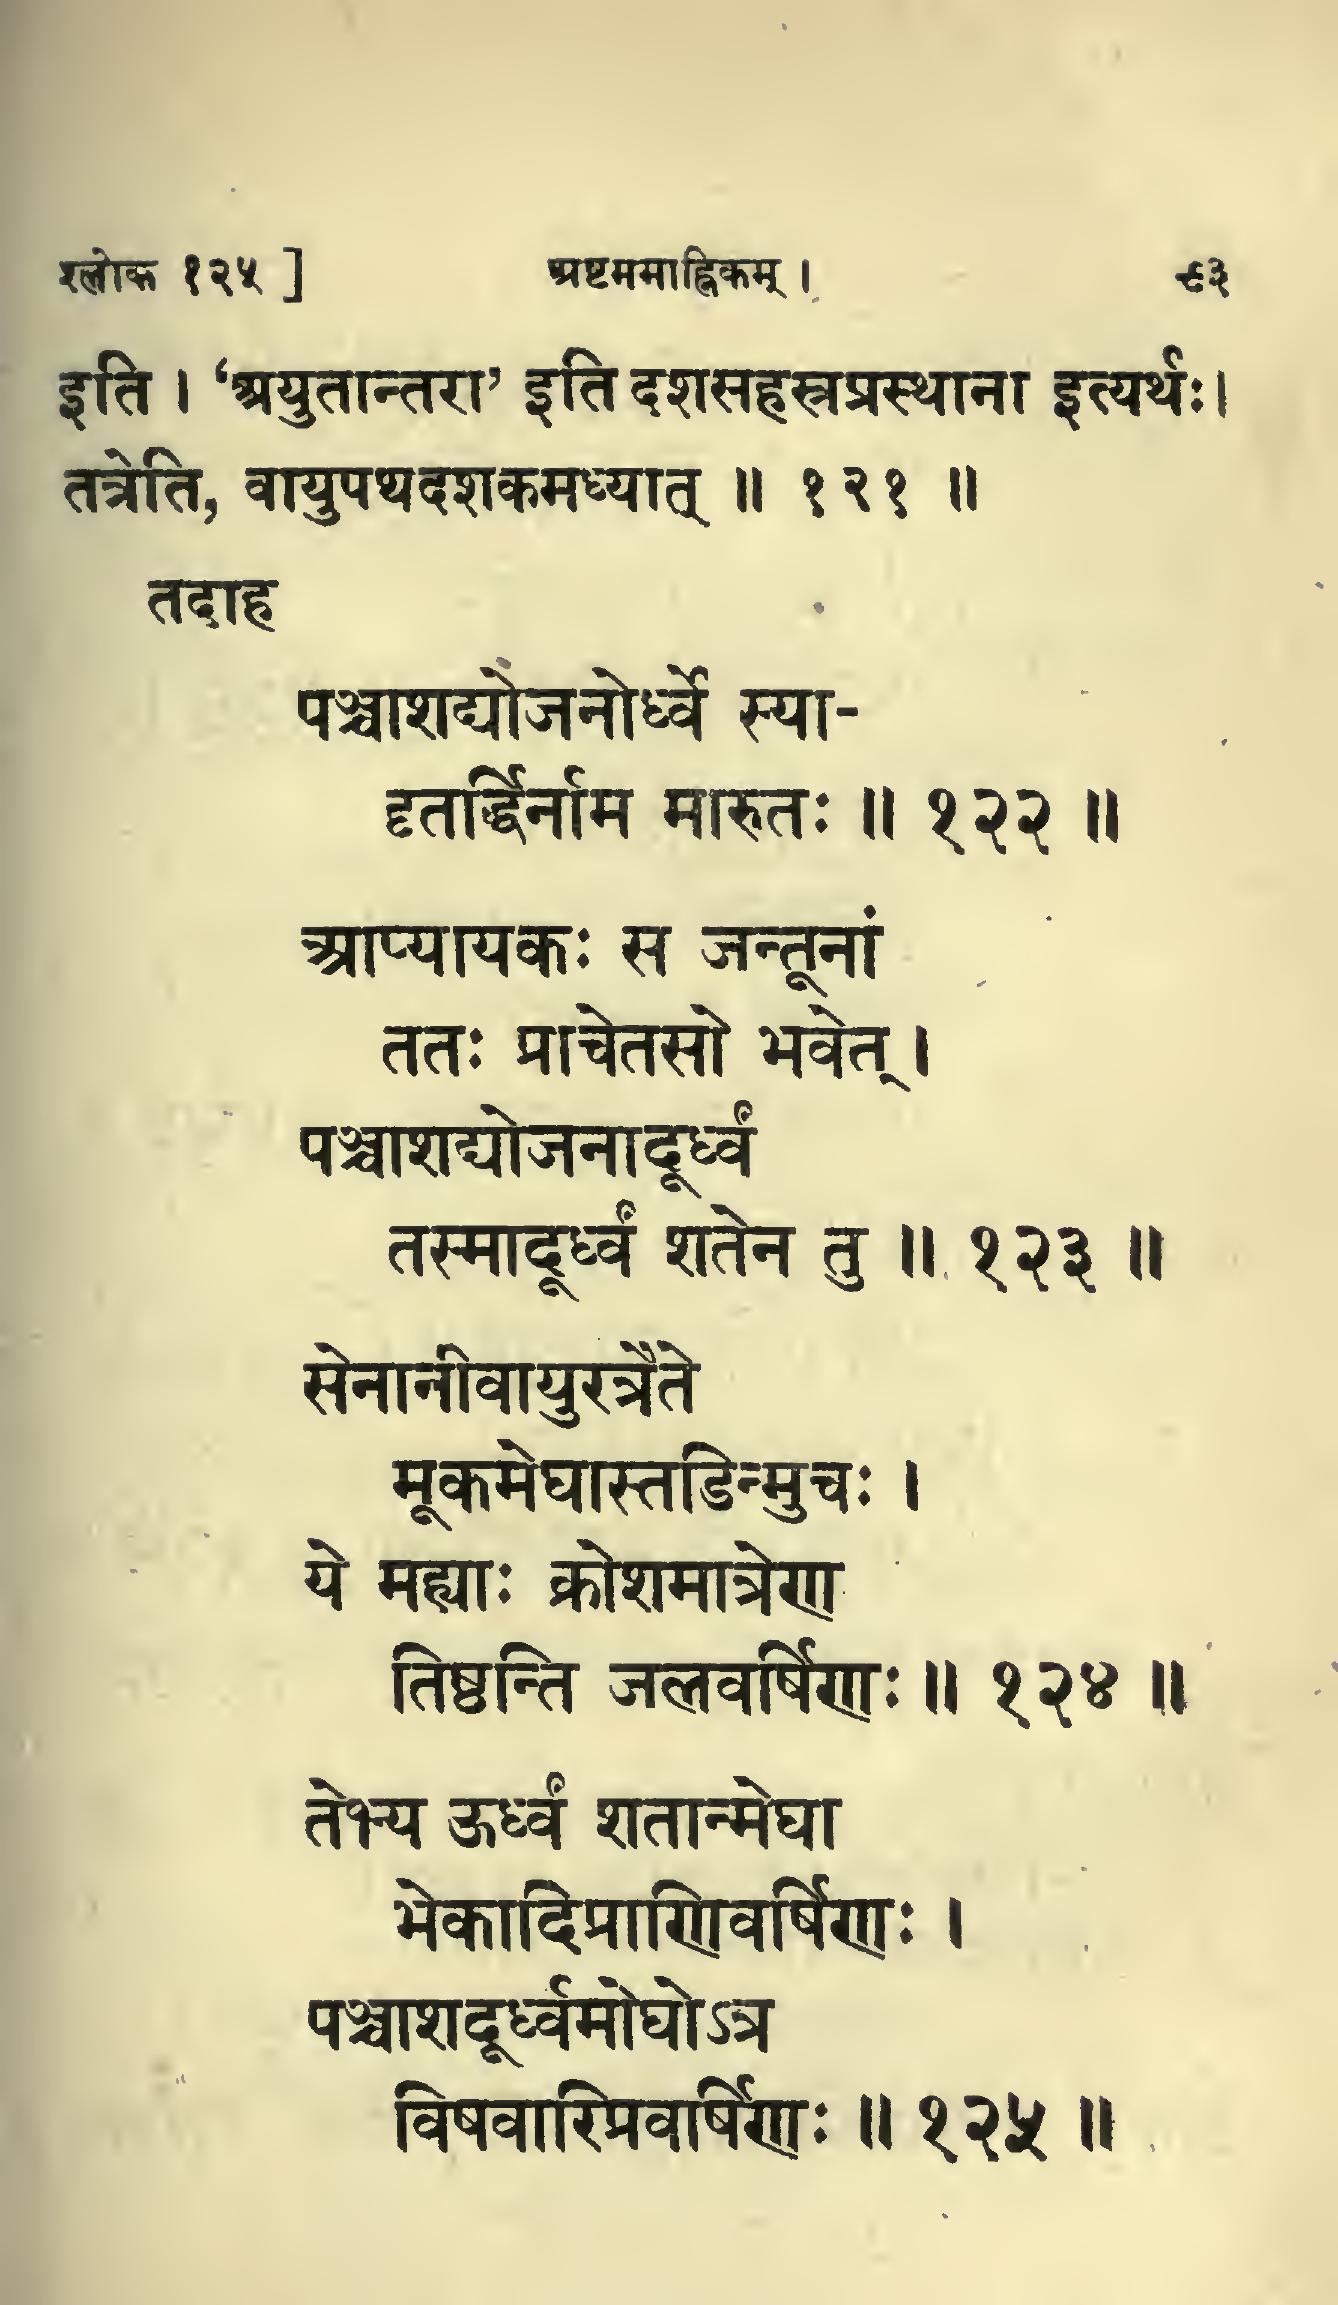 श्लोक १२५ ] अष्टममाह्निकम् । ९३
इति । ‘अयुतान्तरा’ इति दशसहस्रप्रस्थाना इत्यर्थः।
तत्रेति, वायुपथदशकमध्यात् ॥ १२१ ॥
तदाह
पञ्चाशद्योजनोर्ध्वे स्या-
दृतर्द्धिर्नाम मारुतः ॥ १२२ ॥
आप्यायकः स जन्तूनां
ततः प्राचेतसो भवेत् ।
पञ्चाशद्योजनादूर्ध्वं
तस्मादूर्ध्वं शतेन तु ॥ १२३ ॥
सेनानीवायुरत्रैते
मूकमेघास्तडिन्मुचः ।
ये मह्याः क्रोशमात्रेण
तिष्ठन्ति जलवर्षिणः ॥ १२४ ॥
तेभ्य ऊर्ध्वं शतान्मेघा
भेकादिप्राणिवर्षिणः ।
पञ्चाशदूर्ध्वमोघोऽत्र
विषवारिप्रवर्षिणः ॥ १२५ ॥